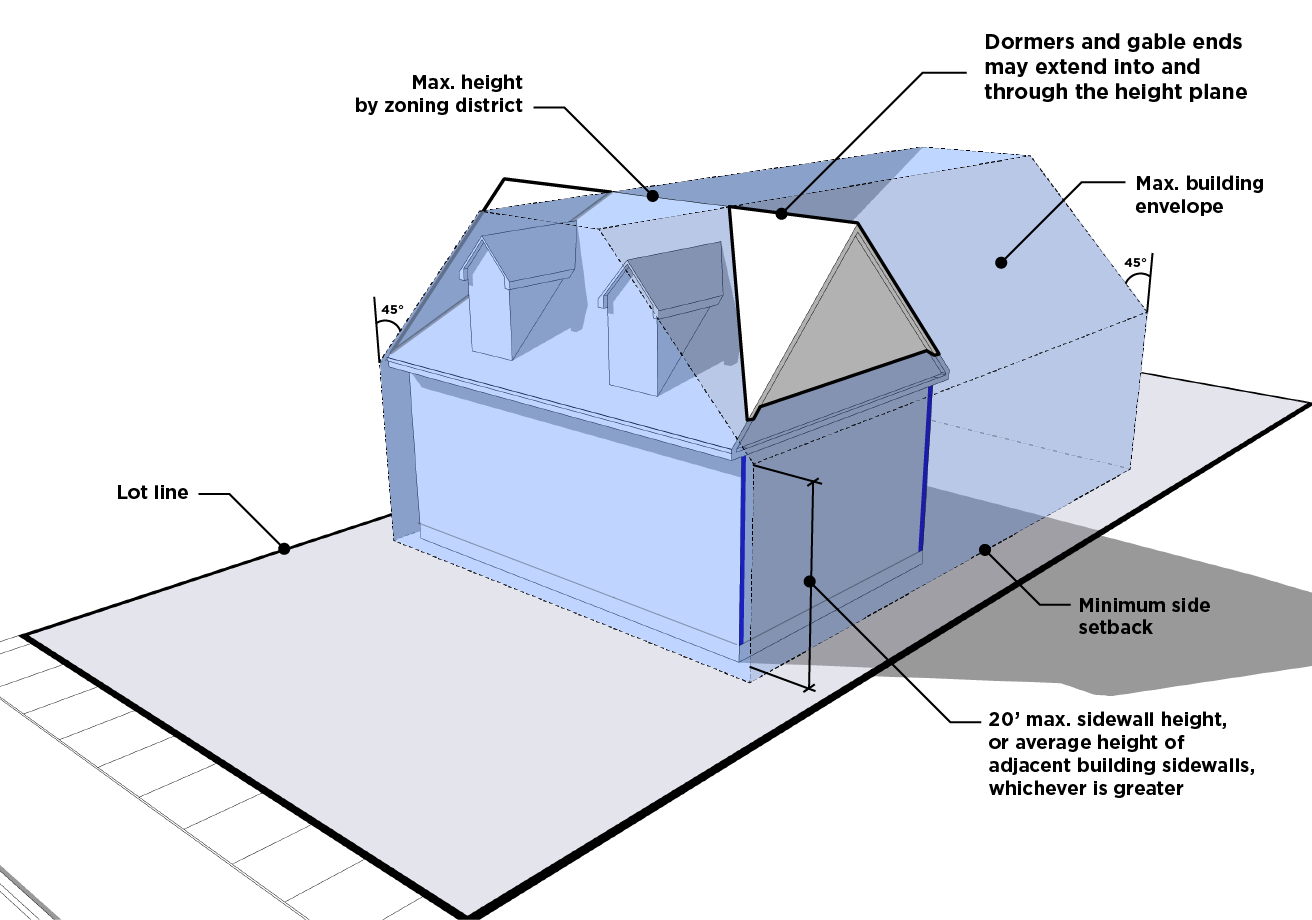 Dormers and gable ends
may extend into and
through the height plane
Max. height
by zoning district
Max. building
envelope
45°
45°
Lot line
Minimum side
setback
20’ max. sidewall height,
or average height of
adjacent building sidewalls,
whichever is greater